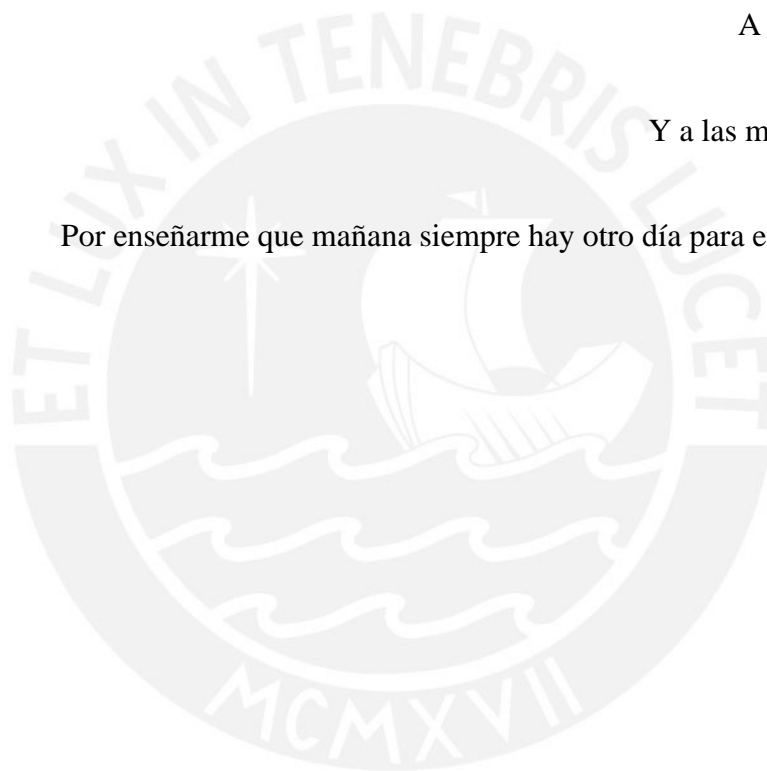 A
Y a las
Por enseñarme que mañana siempre hay otro día para
ET LUX IN TENEBRIS LUCET
MCMXVII